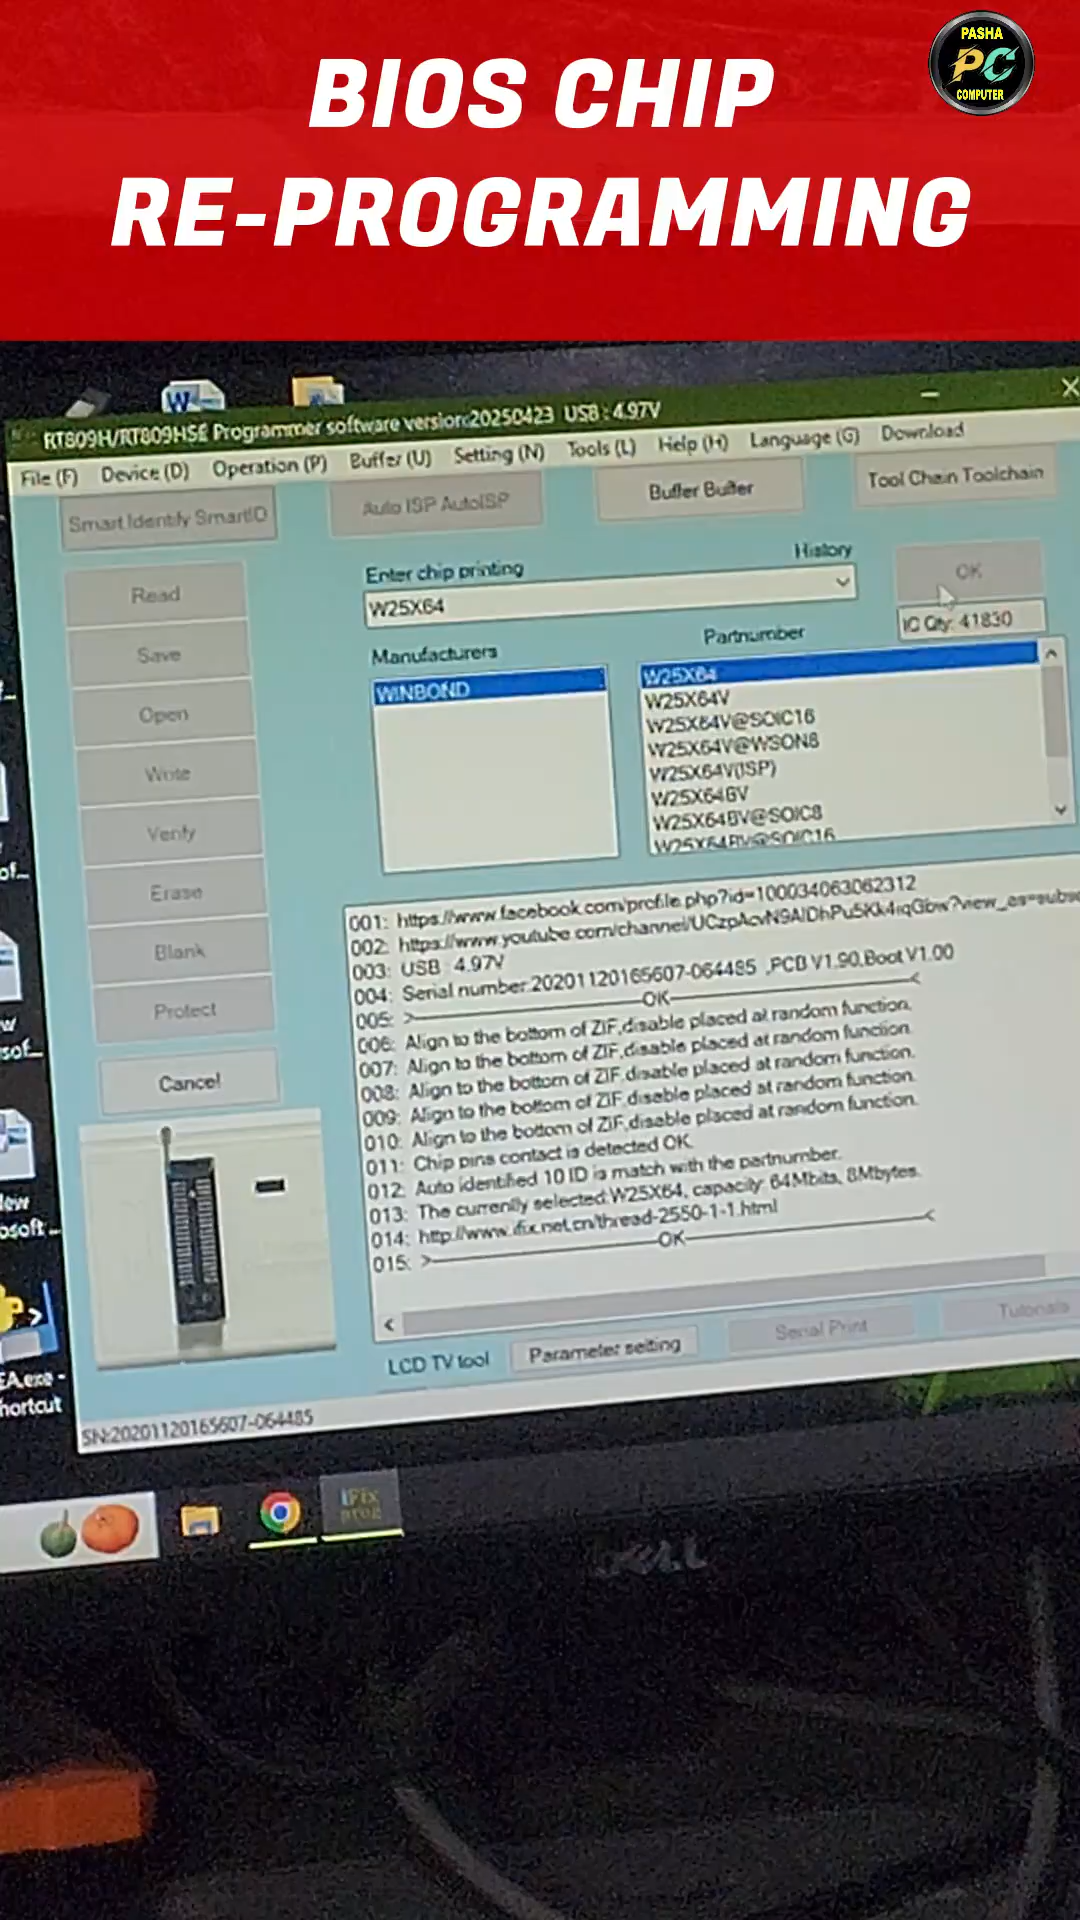 BIOS CHIP
RE-PROGRAMMING
PASHA
PC
COMPUTER
RT809H/RT809HSE Programmer software version:20250423 USB : 4.97V
File (F) Device (D) Operation (P) Buffer (U) Setting (N) Tools (L) Help (H) Language (G) Download
Smart Identify SmartID Auto ISP AutoISP Buffer Buffer Tool Chain Toolchain
Read
Save
Open
Write
Verify
Erase
Blank
Protect
Cancel
Enter chip printing
History
W25X64
OK
IC Qty: 41830
Manufacturers
Partnumber
WINBOND
W25X64
W25X64V
W25X64V@SOIC16
W25X64V@WSON8
W25X64V(ISP)
W25X64BV
W25X64BV@SOIC8
W25X64BV@SOIC16
001: https://www.facebook.com/profile.php?id=100034063062312
002: https://www.youtube.com/channel/
003: USB : 4.97V
004: Serial number:20201120165607-064485 ,PCB V1.90,Boot V1.00
005: >——————OK——————<
006: Align to the bottom of ZIF,disable placed at random function.
007: Align to the bottom of ZIF,disable placed at random function.
008: Align to the bottom of ZIF,disable placed at random function.
009: Align to the bottom of ZIF,disable placed at random function.
010: Align to the bottom of ZIF,disable placed at random function.
011: Chip pins contact is detected OK.
012: Auto identified 10 ID is match with the partnumber.
013: The currently selected:W25X64, capacity: 64Mbits, 8Mbytes.
014: http://www.ifix.net.cn/thread-2550-1-1.html
015: >——————OK——————<
LCD TV tool Parameter setting Serial Print Tutorials
SN:20201120165607-064485
EA.exe -
hortcut
iFix
prog
DELL